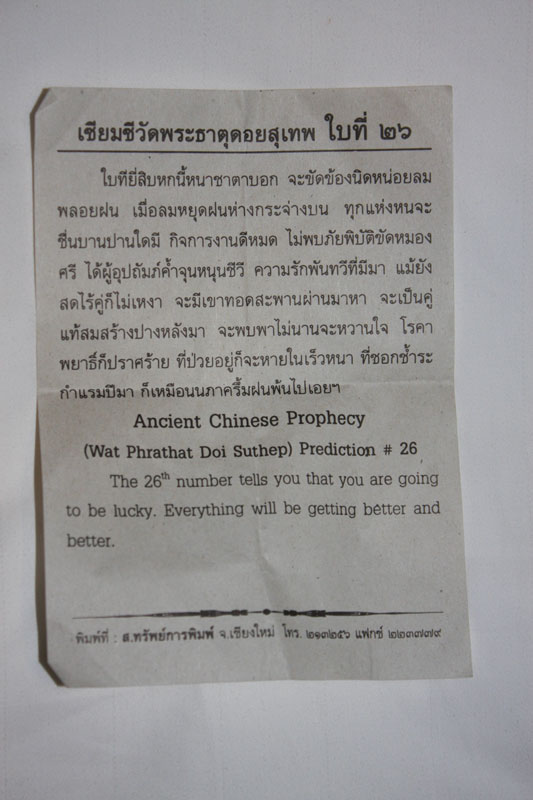 เซียมซีวัดพระธาตุดอยสุเทพ ใบที่ ๒๖
ใบที่ยี่สิบหกนี้หนาชาตาบอก จะขัดข้องนิดหน่อยลม
พลอยฝน เมื่อลมหยุดฝนห่างกระจ่างบน ทุกแห่งหนจะ
ชื่นบานปานใดมี กิจการงานดีหมด ไม่พบภัยพิบัติขัดหมอง
ศรี ได้ผู้อุปถัมภ์ค้ำจุนหนุนชีวี ความรักพันทวีที่มีมา แม้ยัง
สดไร้คู่ก็ไม่เหงา จะมีเขาทอดสะพานผ่านมาหา จะเป็นคู่
แท้สมสร้างปางหลังมา จะพบพาไม่นานจะหวานใจ โรคา
พยาธิ์ก็ปราศร้าย ที่ป่วยอยู่ก็จะหายในเร็วหนา ที่ชอกช้ำระ
กำแรมปีมา ก็เหมือนนภาครึ้มฝนพ้นไปเอยฯ
Ancient Chinese Prophecy
(Wat Phrathat Doi Suthep) Prediction # 26
The 26th number tells you that you are going
to be lucky. Everything will be getting better and
better.
พิมพ์ที่ : ส.ทรัพย์การพิมพ์ จ.เชียงใหม่ โทร. ๒๑๓๒๕๖ แฟกซ์ ๒๒๓๗๗๙